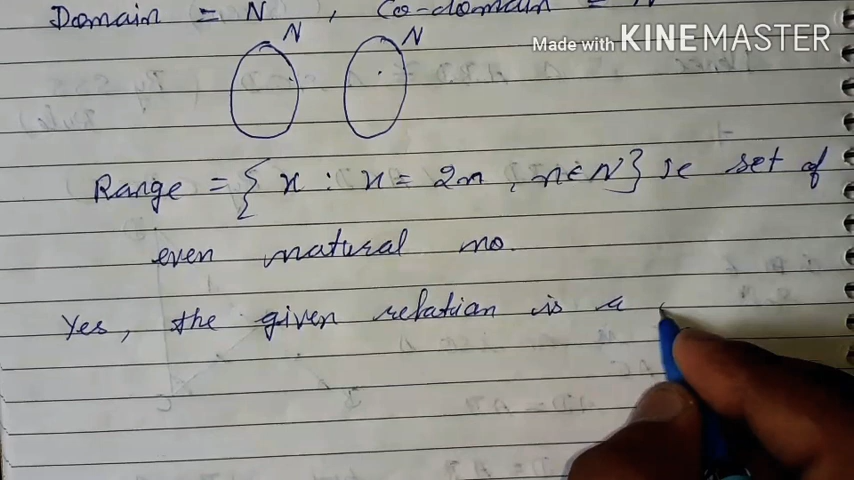 Domain = N , Co-domain = N
N N
Made with KINEMASTER
Range = { x : x = 2n , n ∈ N } ie set of
even natural no.
Yes, the given relation is a